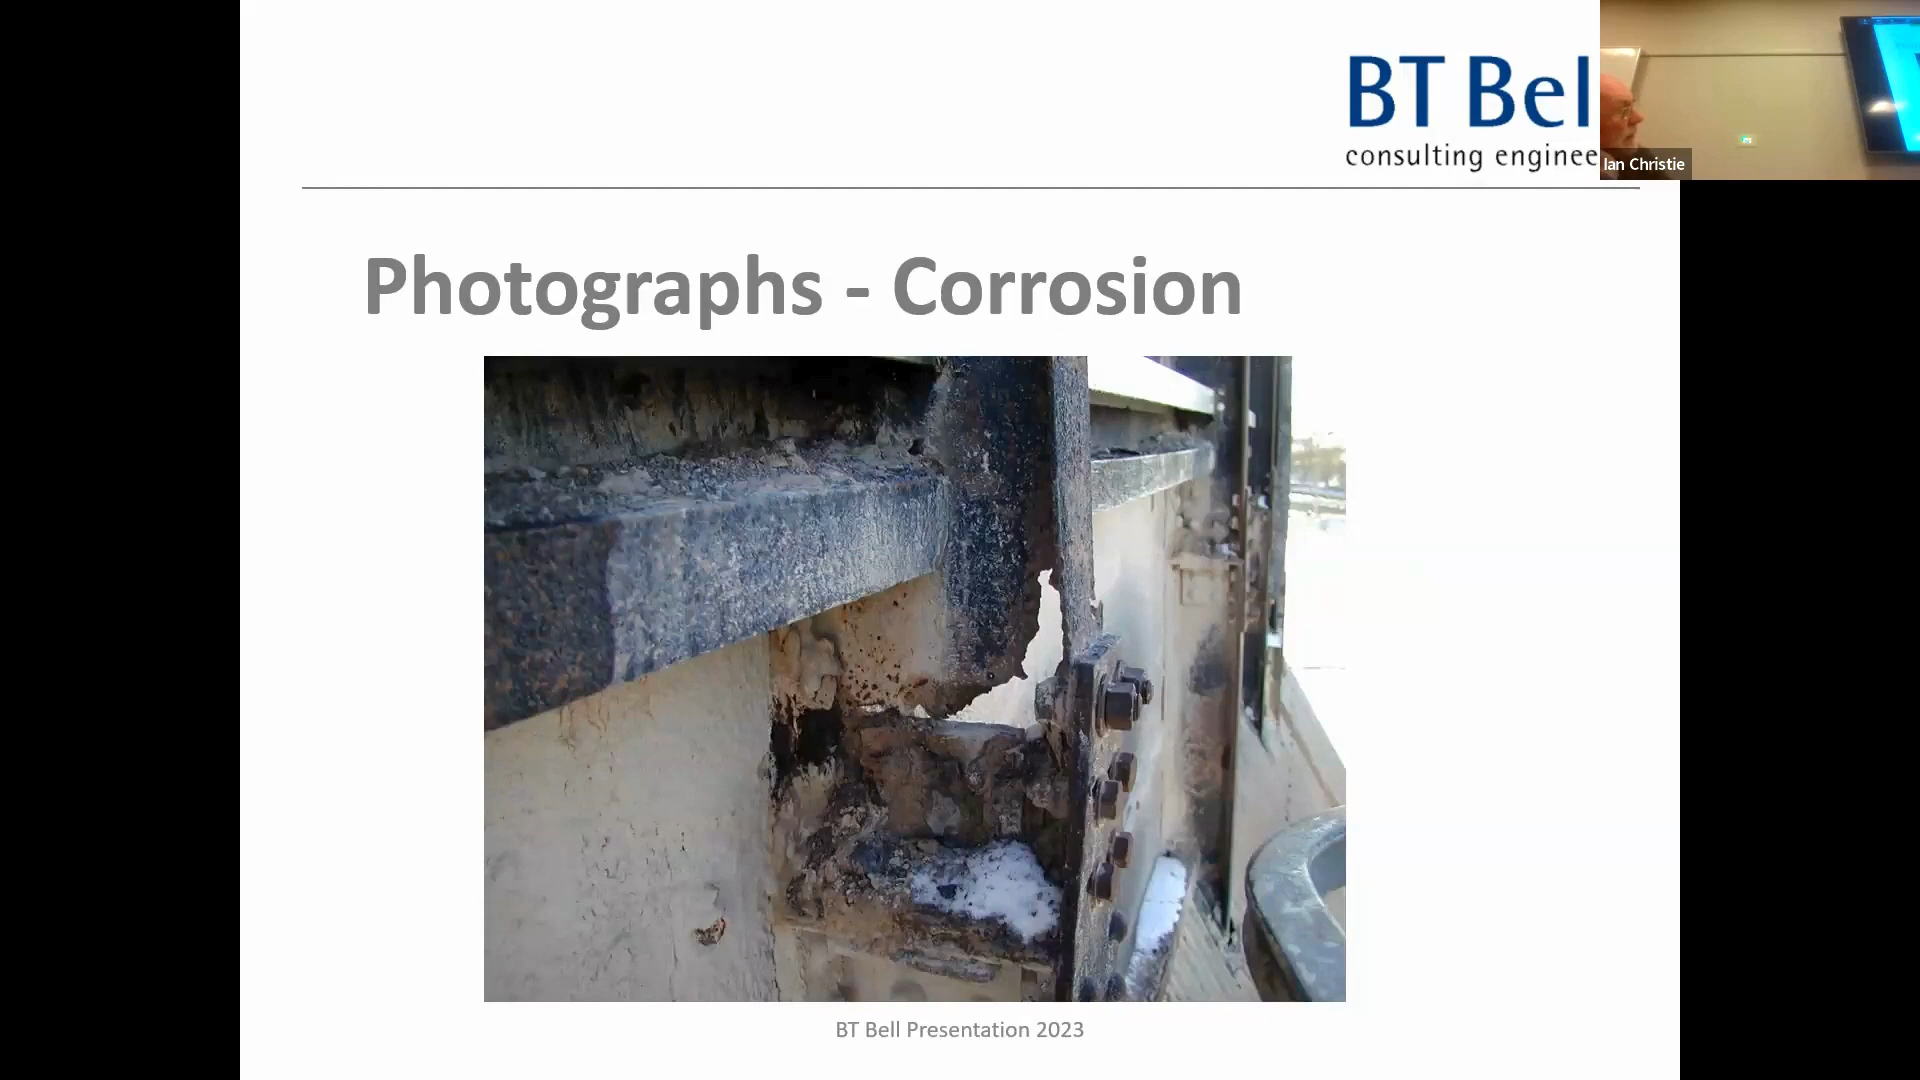 BT Bel
consulting enginee
Ian Christie
Photographs - Corrosion
BT Bell Presentation 2023